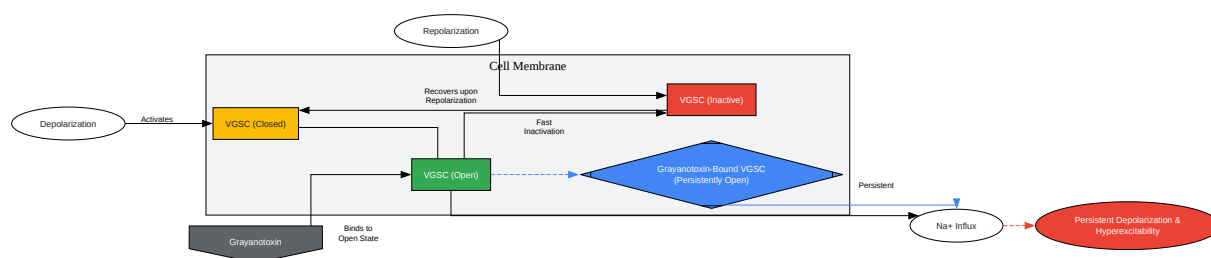 Repolarization
Cell Membrane
Recovers upon
Repolarization
VGSC (Inactive)
Depolarization
Activates
VGSC (Closed)
Fast
Inactivation
VGSC (Open)
Grayanotoxin-Bound VGSC
(Persistently Open)
Persistent
Grayanotoxin
Binds to
Open State
Na+ Influx
Persistent Depolarization &
Hyperexcitability